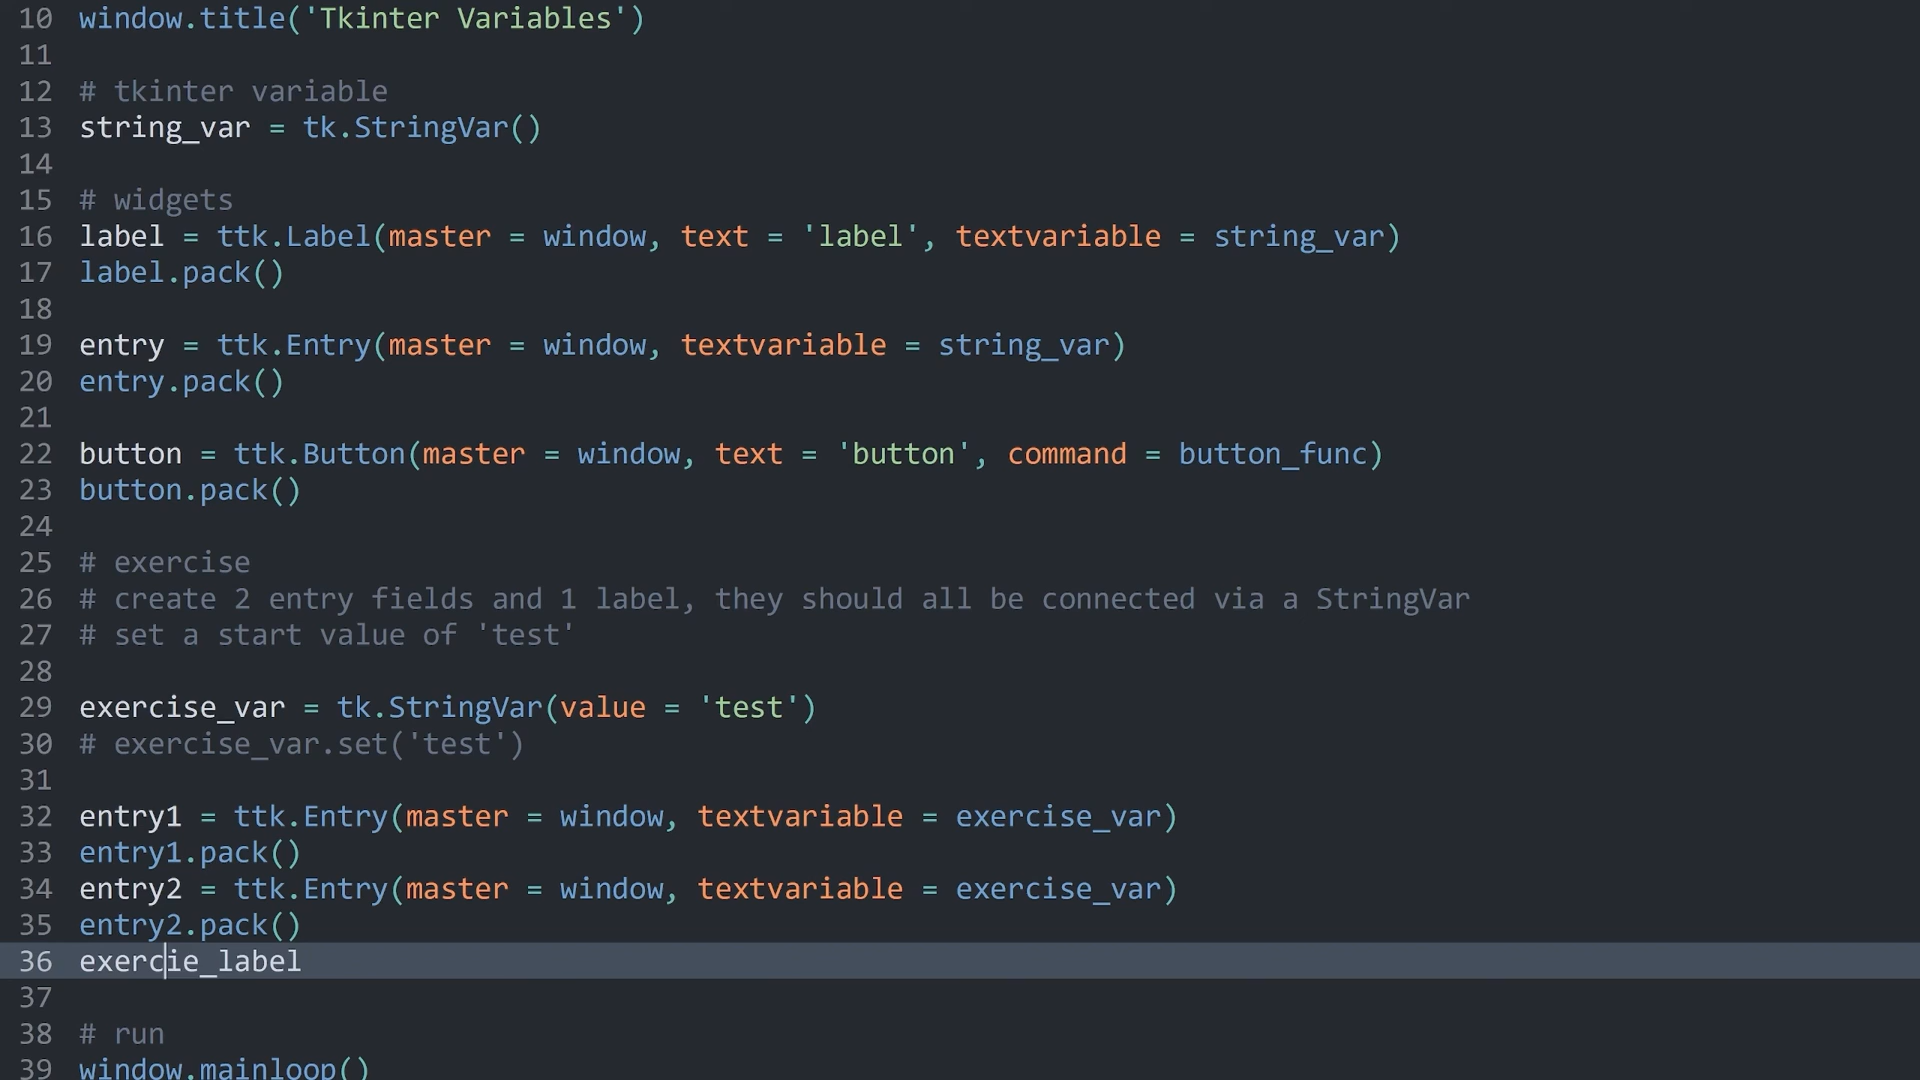 10 window.title('Tkinter Variables')
11
12 # tkinter variable
13 string_var = tk.StringVar()
14
15 # widgets
16 label = ttk.Label(master = window, text = 'label', textvariable = string_var)
17 label.pack()
18
19 entry = ttk.Entry(master = window, textvariable = string_var)
20 entry.pack()
21
22 button = ttk.Button(master = window, text = 'button', command = button_func)
23 button.pack()
24
25 # exercise
26 # create 2 entry fields and 1 label, they should all be connected via a StringVar
27 # set a start value of 'test'
28
29 exercise_var = tk.StringVar(value = 'test')
30 # exercise_var.set('test')
31
32 entry1 = ttk.Entry(master = window, textvariable = exercise_var)
33 entry1.pack()
34 entry2 = ttk.Entry(master = window, textvariable = exercise_var)
35 entry2.pack()
36 exercie_label
37
38 # run
39 window.mainloop()